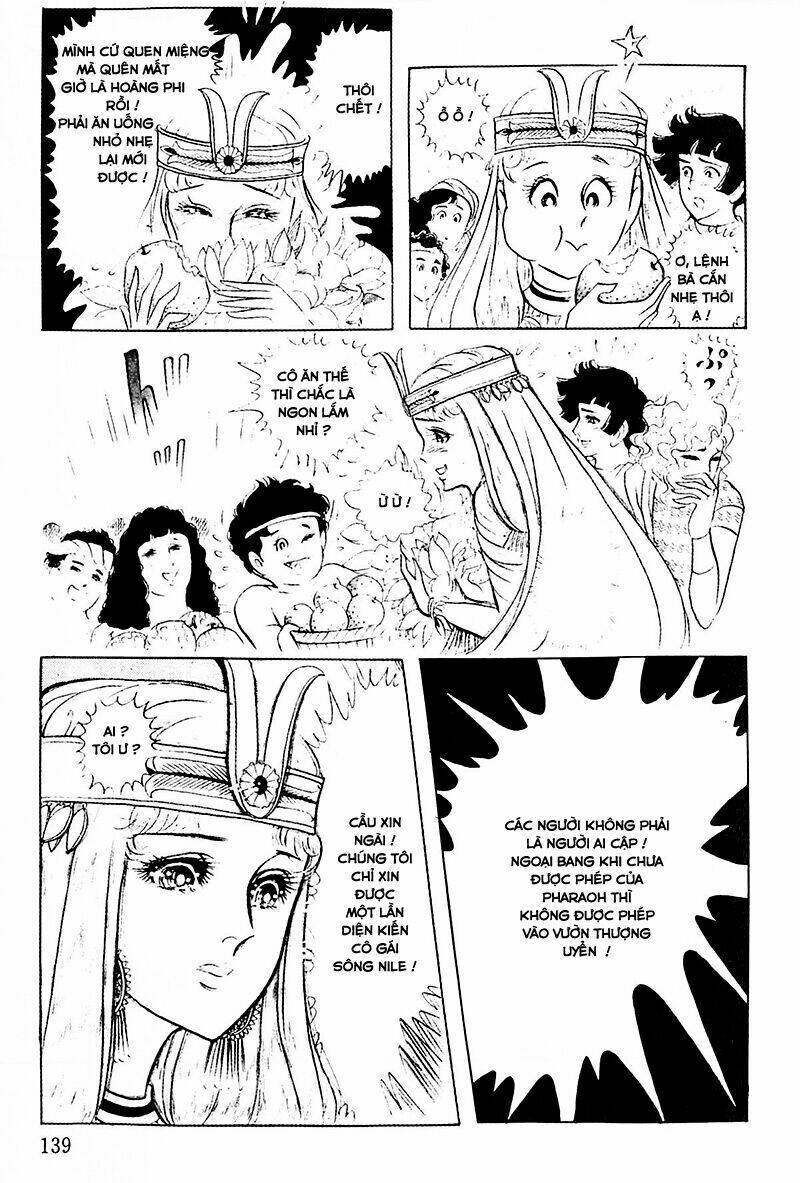 MÌNH CỨ QUEN MIỆNG
MÀ QUÊN MẤT
GIỜ LÀ HOÀNG PHI
RỒI !
PHẢI ĂN UỐNG
NHỎ NHẸ
LẠI MỚI
ĐƯỢC !
THÔI
CHẾT !
Ồ Ồ !
Ơ, LỆNH
BÀ CẮN
NHẸ THÔI
Ạ !
CÔ ĂN THẾ
THÌ CHẮC LÀ
NGON LẮM
NHỈ ?
ỪỪ !
ぷっ
AI ?
TÔI Ư ?
CẦU XIN
NGÀI !
CHÚNG TÔI
CHỈ XIN
ĐƯỢC
MỘT LẦN
DIỆN KIẾN
CÔ GÁI
SÔNG NILE !
CÁC NGƯỜI KHÔNG PHẢI
LÀ NGƯỜI AI CẬP !
NGOẠI BANG KHI CHƯA
ĐƯỢC PHÉP CỦA
PHARAOH THÌ
KHÔNG ĐƯỢC PHÉP
VÀO VƯỜN THƯỢNG
UYỂN !
139